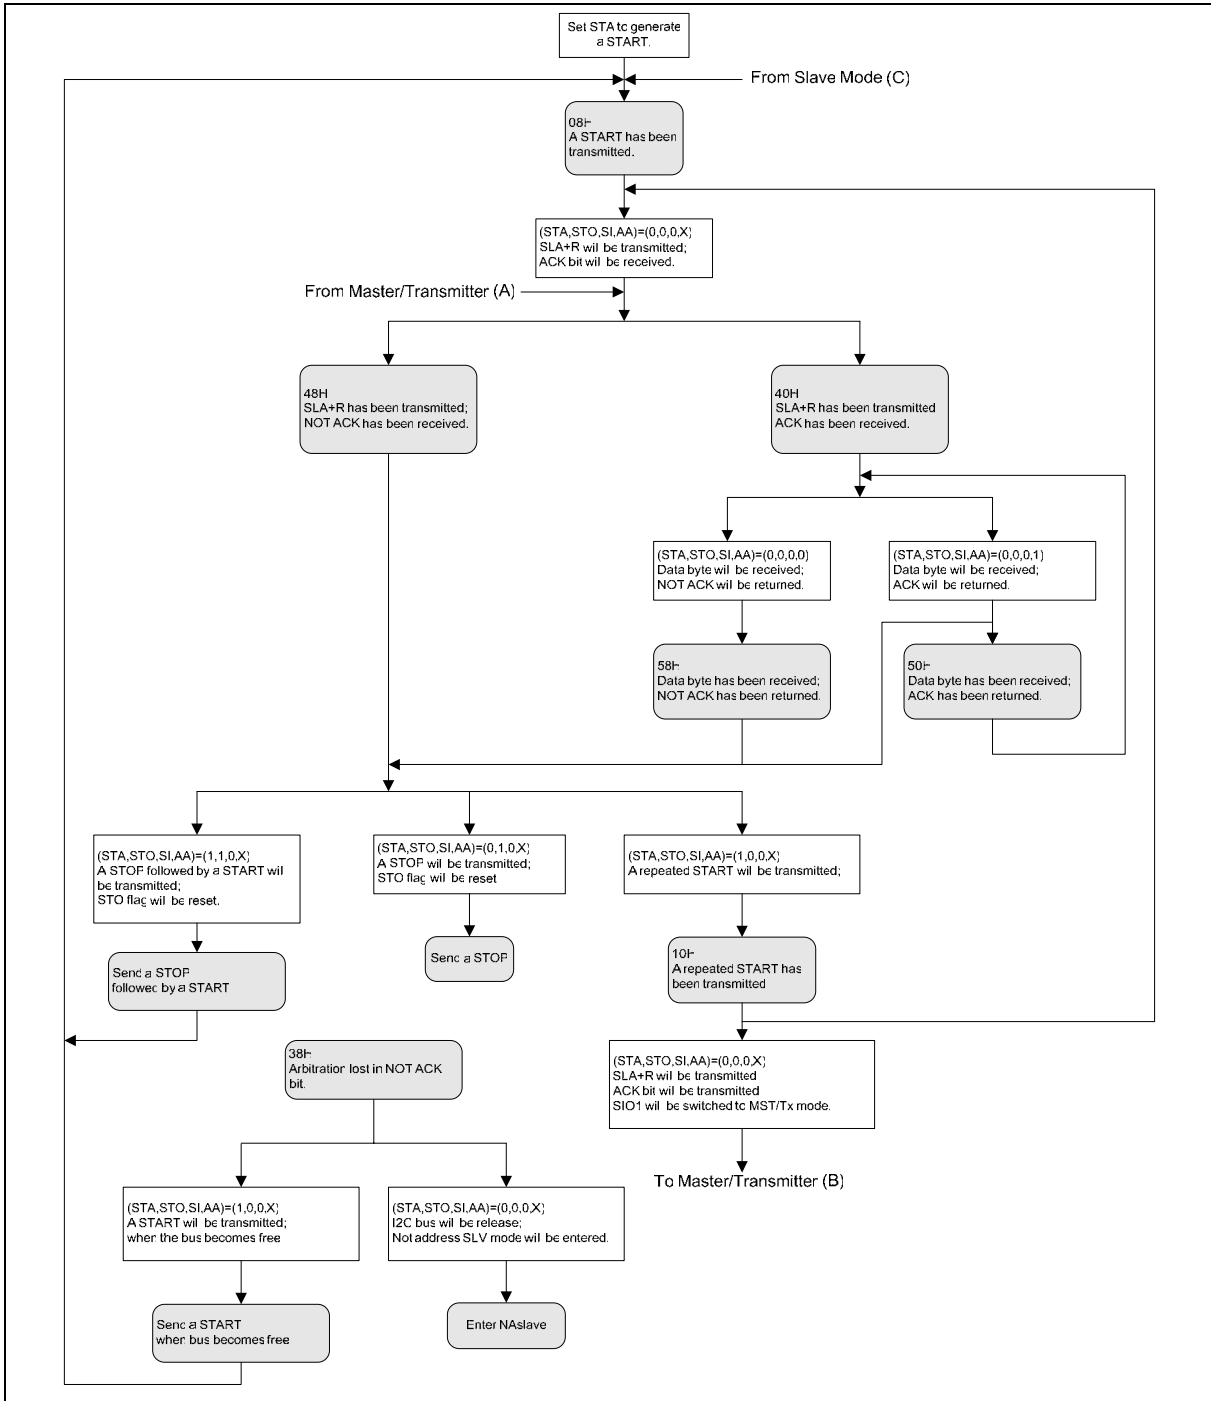 Set STA to generate
a START.
From Slave Mode (C)
08H
A START has been
transmitted.
(STA,STO,SI,AA)=(0,0,0,X)
SLA+R will be transmitted;
ACK bit will be received.
From Master/Transmitter (A)
48H
SLA+R has been transmitted;
NOT ACK has been received.
40H
SLA+R has been transmitted
ACK has been received.
(STA,STO,SI,AA)=(0,0,0,0)
Data byte will be received;
NOT ACK will be returned.
(STA,STO,SI,AA)=(0,0,0,1)
Data byte will be received;
ACK will be returned.
58H
Data byte has been received;
NOT ACK has been returned.
50H
Data byte has been received;
ACK has been returned.
(STA,STO,SI,AA)=(1,1,0,X)
A STOP followed by a START will
be transmitted;
STO flag will be reset.
(STA,STO,SI,AA)=(0,1,0,X)
A STOP will be transmitted;
STO flag will be reset
(STA,STO,SI,AA)=(1,0,0,X)
A repeated START will be transmitted;
Send a STOP
followed by a START
Send a STOP
10H
A repeated START has
been transmitted
38H
Arbitration lost in NOT ACK
bit.
(STA,STO,SI,AA)=(0,0,0,X)
SLA+R will be transmitted
ACK bit will be transmitted
SIO1 will be switched to MST/Tx mode.
To Master/Transmitter (B)
(STA,STO,SI,AA)=(1,0,0,X)
A START will be transmitted;
when the bus becomes free
(STA,STO,SI,AA)=(0,0,0,X)
I2C bus will be release;
Not address SLV mode will be entered.
Send a START
when bus becomes free
Enter NAslave